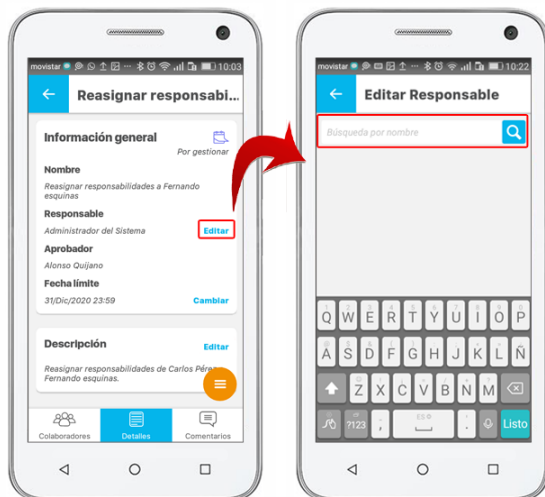 movistar 10:03
Reasignar responsabi...
Información general
Por gestionar
Nombre
Reasignar responsabilidades a Fernando
esquinas
Responsable
Administrador del Sistema Editar
Aprobador
Alonso Quijano
Fecha límite
31/Dic/2020 23:59 Cambiar
Descripción Editar
Reasignar responsabilidades de Carlos Pérez
Fernando esquinas.
Colaboradores Detalles Comentarios
movistar 10:22
Editar Responsable
Búsqueda por nombre
Q W E R T Y U I O P
A S D F G H J K L Ñ
Z X C V B N M
?123 ; ES . Listo